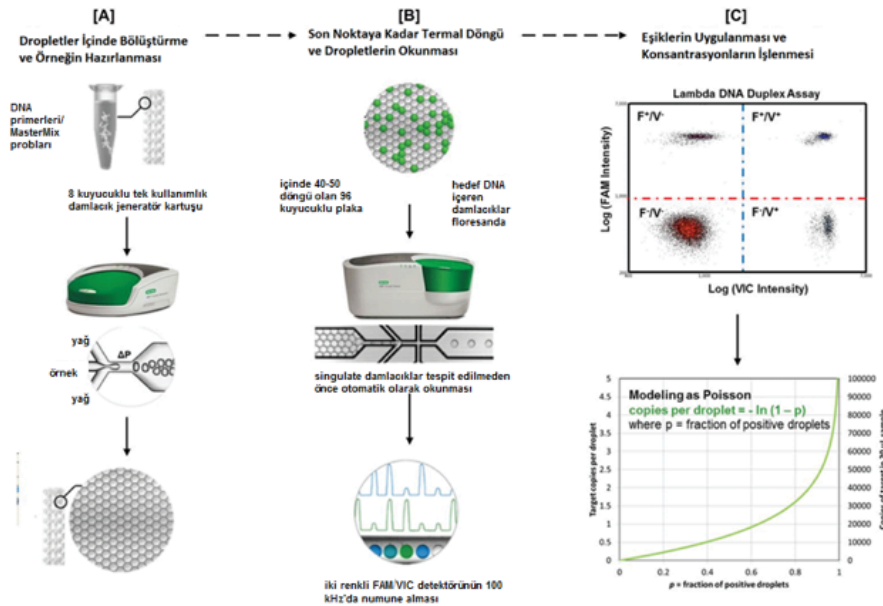 [A]
Dropletler İçinde Bölüştürme
ve Örneğin Hazırlanması
DNA
primerleri/
MasterMix
probları
8 kuyucuklu tek kullanımlık
damlacık jeneratör kartuşu
yağ
ΔP
örnek
yağ
[B]
Son Noktaya Kadar Termal Döngü
ve Dropletlerin Okunması
içinde 40-50
döngü olan 96
kuyucuklu plaka
hedef DNA
içeren
damlacıklar
floresanda
singulate damlacıklar tespit edilmeden
önce otomatik olarak okunması
iki renkli FAM/VIC detektörünün 100
kHz'da numune alması
[C]
Eşiklerin Uygulanması ve
Konsantrasyonların İşlenmesi
Lambda DNA Duplex Assay
F⁺/V⁻
F⁺/V⁺
F⁻/V⁻
F⁻/V⁺
Log (FAM Intensity)
Log (VIC Intensity)
Modeling as Poisson
copies per droplet = - ln (1 – p)
where p = fraction of positive droplets
Target copies per droplet
5
4.5
4
3.5
3
2.5
2
1.5
1
0.5
0
100000
90000
80000
70000
60000
50000
40000
30000
20000
10000
0
0
0.2
0.4
0.6
0.8
1
p = fraction of positive droplets